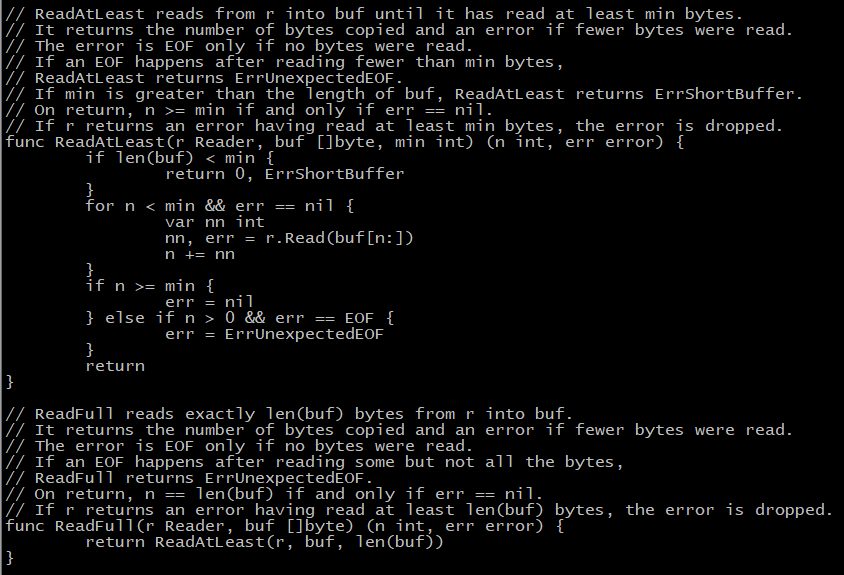 // ReadAtLeast reads from r into buf until it has read at least min bytes.
// It returns the number of bytes copied and an error if fewer bytes were read.
// The error is EOF only if no bytes were read.
// If an EOF happens after reading fewer than min bytes,
// ReadAtLeast returns ErrUnexpectedEOF.
// If min is greater than the length of buf, ReadAtLeast returns ErrShortBuffer.
// On return, n >= min if and only if err == nil.
// If r returns an error having read at least min bytes, the error is dropped.
func ReadAtLeast(r Reader, buf []byte, min int) (n int, err error) {
        if len(buf) < min {
                return 0, ErrShortBuffer
        }
        for n < min && err == nil {
                var nn int
                nn, err = r.Read(buf[n:])
                n += nn
        }
        if n >= min {
                err = nil
        } else if n > 0 && err == EOF {
                err = ErrUnexpectedEOF
        }
        return
}

// ReadFull reads exactly len(buf) bytes from r into buf.
// It returns the number of bytes copied and an error if fewer bytes were read.
// The error is EOF only if no bytes were read.
// If an EOF happens after reading some but not all the bytes,
// ReadFull returns ErrUnexpectedEOF.
// On return, n == len(buf) if and only if err == nil.
// If r returns an error having read at least len(buf) bytes, the error is dropped.
func ReadFull(r Reader, buf []byte) (n int, err error) {
        return ReadAtLeast(r, buf, len(buf))
}